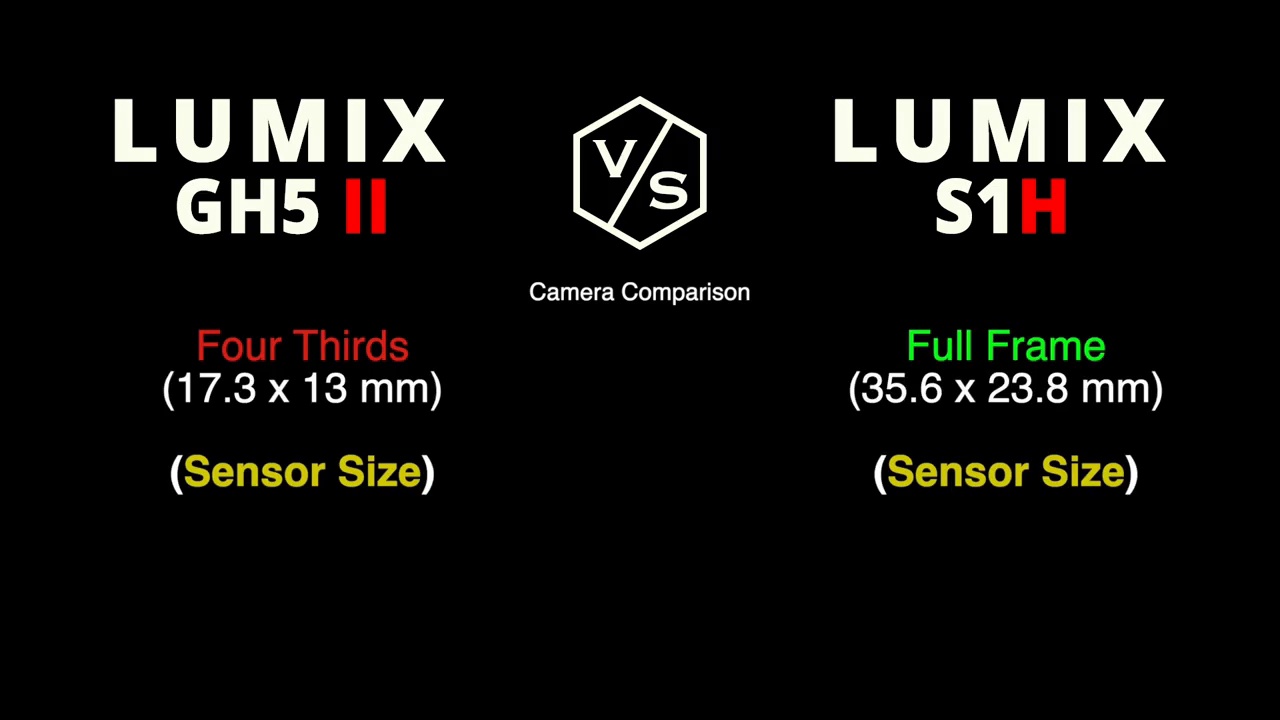 LUMIX
GH5 II
VS
LUMIX
S1H
Camera Comparison
Four Thirds
(17.3 x 13 mm)
(Sensor Size)
Full Frame
(35.6 x 23.8 mm)
(Sensor Size)